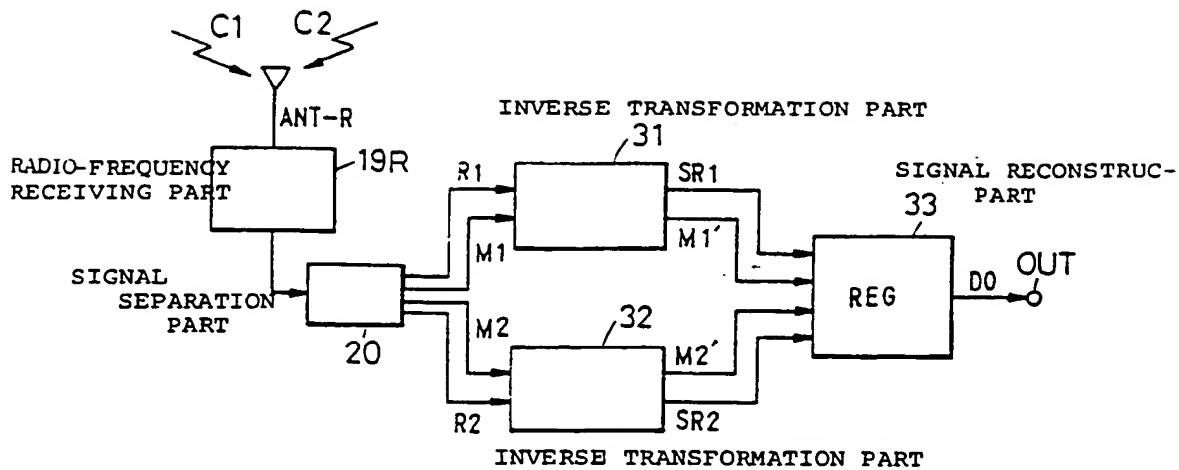 C1
C2
ANT-R
INVERSE TRANSFORMATION PART
31
RADIO-FREQUENCY
RECEIVING PART
19R
R1
M1
SR1
M1′
SIGNAL RECONSTRUC-
PART
33
SIGNAL
SEPARATION
PART
20
REG
D0
OUT
M2
R2
32
M2′
SR2
INVERSE TRANSFORMATION PART